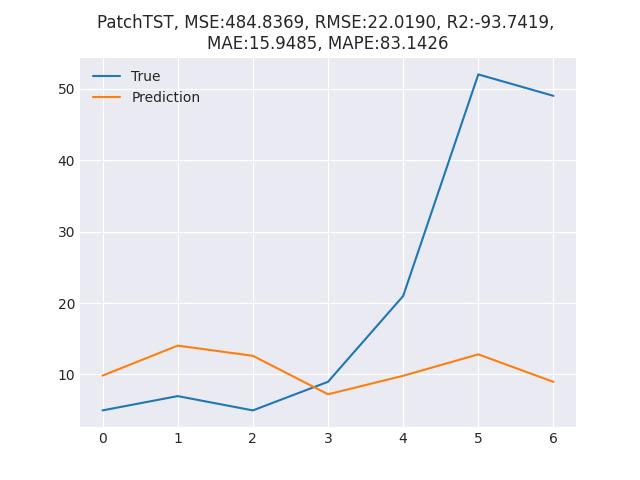 PatchTST, MSE:484.8369, RMSE:22.0190, R2:-93.7419,
MAE:15.9485, MAPE:83.1426
True
Prediction
50
40
30
20
10
0 1 2 3 4 5 6